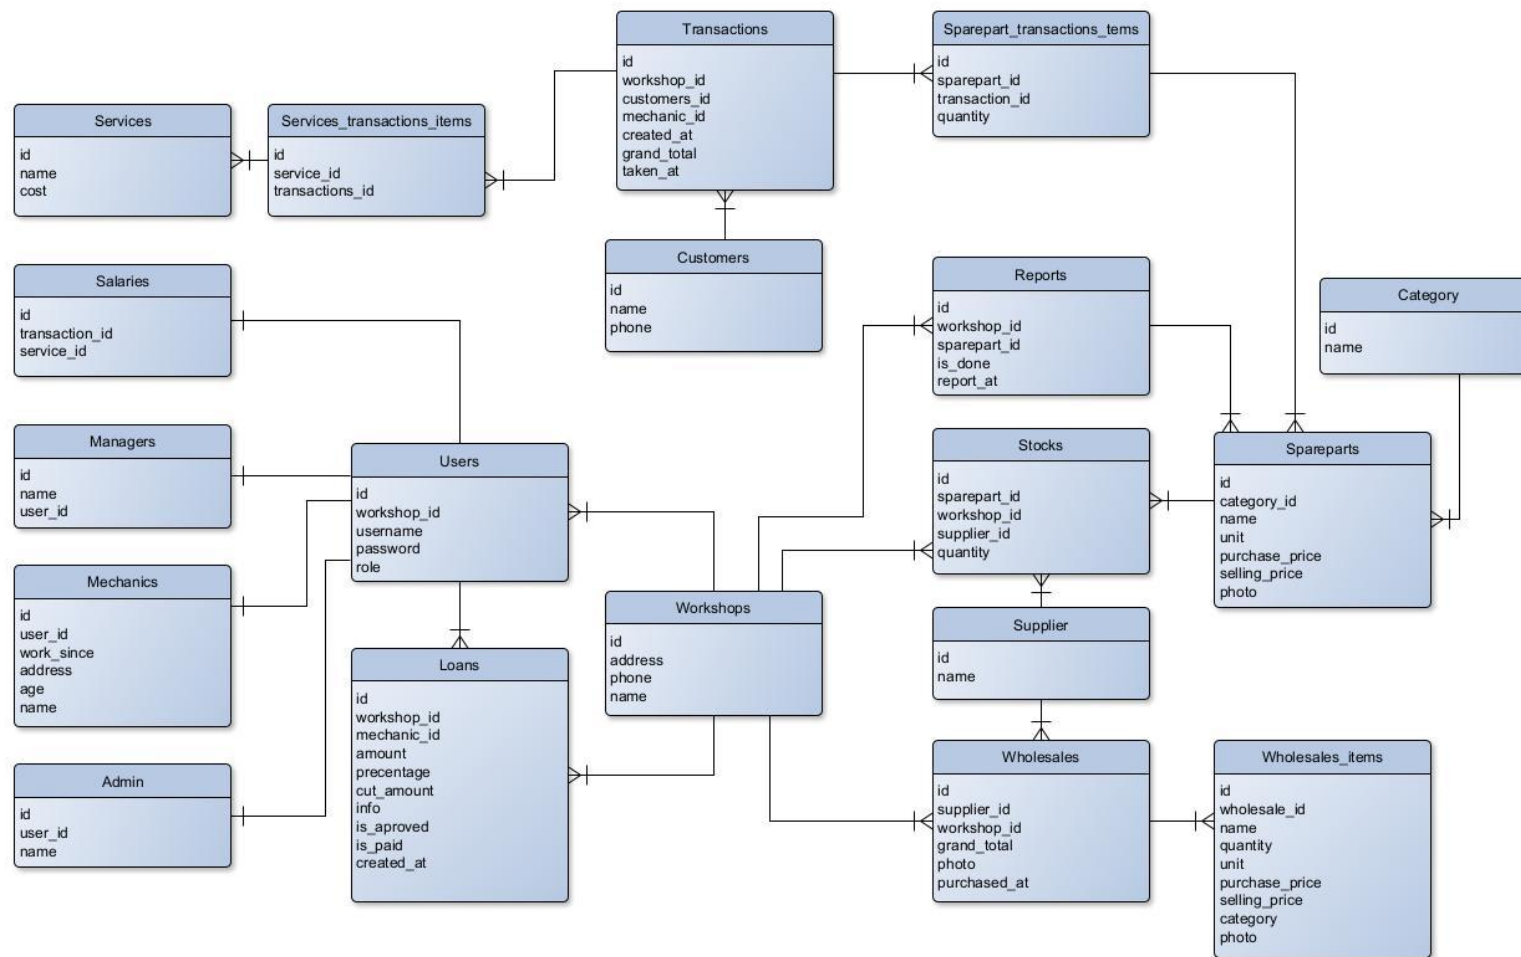 Transactions
id
workshop_id
customers_id
mechanic_id
created_at
grand_total
taken_at
Sparepart_transactions_tems
id
sparepart_id
transaction_id
quantity
Services
id
name
cost
Services_transactions_items
id
service_id
transactions_id
Customers
id
name
phone
Salaries
id
transaction_id
service_id
Reports
id
workshop_id
sparepart_id
is_done
report_at
Category
id
name
Managers
id
name
user_id
Users
id
workshop_id
username
password
role
Stocks
id
sparepart_id
workshop_id
supplier_id
quantity
Spareparts
id
category_id
name
unit
purchase_price
selling_price
photo
Mechanics
id
user_id
work_since
address
age
name
Workshops
id
address
phone
name
Supplier
id
name
Loans
id
workshop_id
mechanic_id
amount
precentage
cut_amount
info
is_aproved
is_paid
created_at
Admin
id
user_id
name
Wholesales
id
supplier_id
workshop_id
grand_total
photo
purchased_at
Wholesales_items
id
wholesale_id
name
quantity
unit
purchase_price
selling_price
category
photo